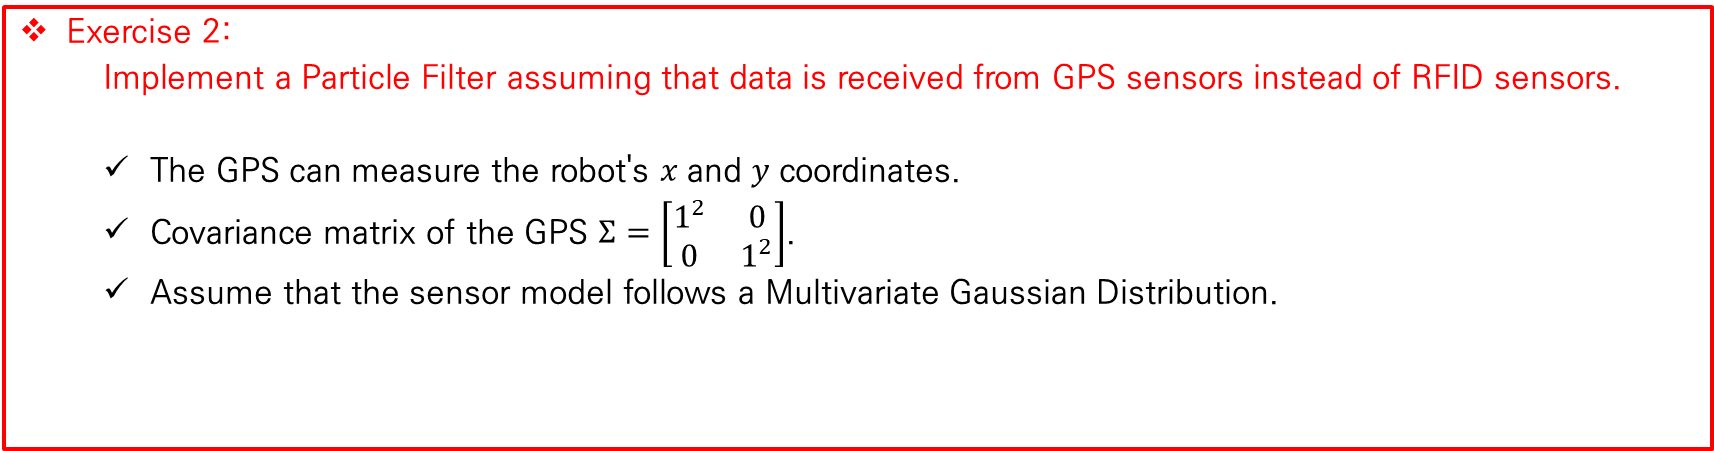 ❖ Exercise 2:
Implement a Particle Filter assuming that data is received from GPS sensors instead of RFID sensors.
✓ The GPS can measure the robot's x and y coordinates.
✓ Covariance matrix of the GPS Σ = [1² 0; 0 1²].
✓ Assume that the sensor model follows a Multivariate Gaussian Distribution.